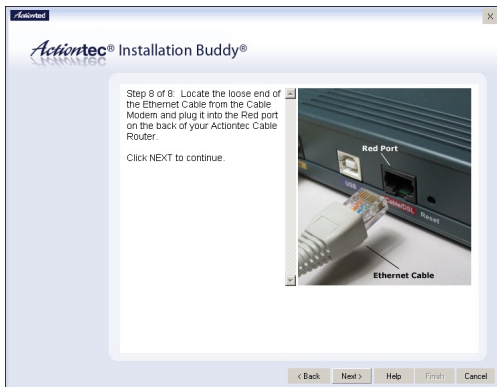 Actiontec
X
Actiontec® Installation Buddy®
Step 8 of 8: Locate the loose end of
the Ethernet Cable from the Cable
Modem and plug it into the Red port
on the back of your Actiontec Cable
Router.
Click NEXT to continue.
Red Port
USB
Cable/DSL
Reset
Ethernet Cable
< Back
Next >
Help
Finish
Cancel